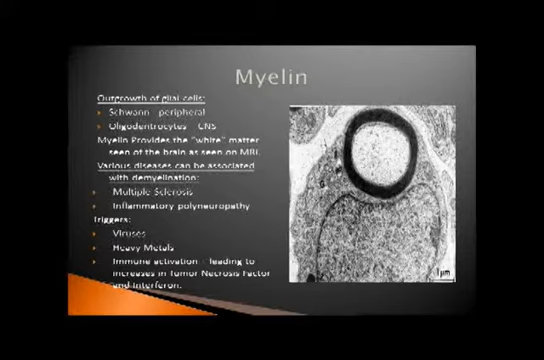 Myelin
Outgrowth of glial cells:
Schwann - peripheral
Oligodentrocytes - CNS
Myelin Provides the "white" matter
seen of the brain as seen on MRI.
Various diseases can be associated
with demyelination:
Multiple Sclerosis
Inflammatory polyneuropathy
Triggers:
Viruses
Heavy Metals
Immune activation - leading to
increases in Tumor Necrosis Factor
and Interferon.
1µm